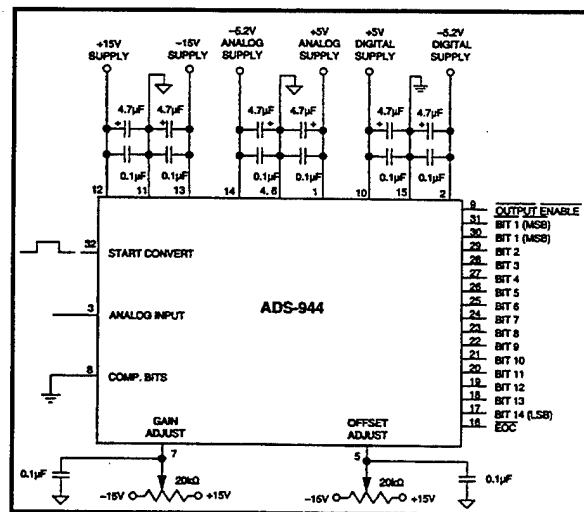 +15V SUPPLY
-15V SUPPLY
-5.2V ANALOG SUPPLY
+5V ANALOG SUPPLY
+5V DIGITAL SUPPLY
-5.2V DIGITAL SUPPLY
4.7µF 4.7µF 4.7µF 4.7µF 4.7µF 4.7µF
+ + + + + +
0.1µF 0.1µF 0.1µF 0.1µF 0.1µF 0.1µF
12 11 13 14 4, 6 1 10 15 2
9 OUTPUT ENABLE
31 BIT 1 (MSB)
30 BIT 1 (MSB)
29 BIT 2
28 BIT 3
27 BIT 4
26 BIT 5
25 BIT 6
24 BIT 7
23 BIT 8
22 BIT 9
21 BIT 10
20 BIT 11
19 BIT 12
18 BIT 13
17 BIT 14 (LSB)
16 EOC
32 START CONVERT
3 ANALOG INPUT
ADS-944
8 COMP. BITS
GAIN ADJUST
OFFSET ADJUST
7 5
0.1µF 20kΩ 20kΩ 0.1µF
-15V +15V -15V +15V